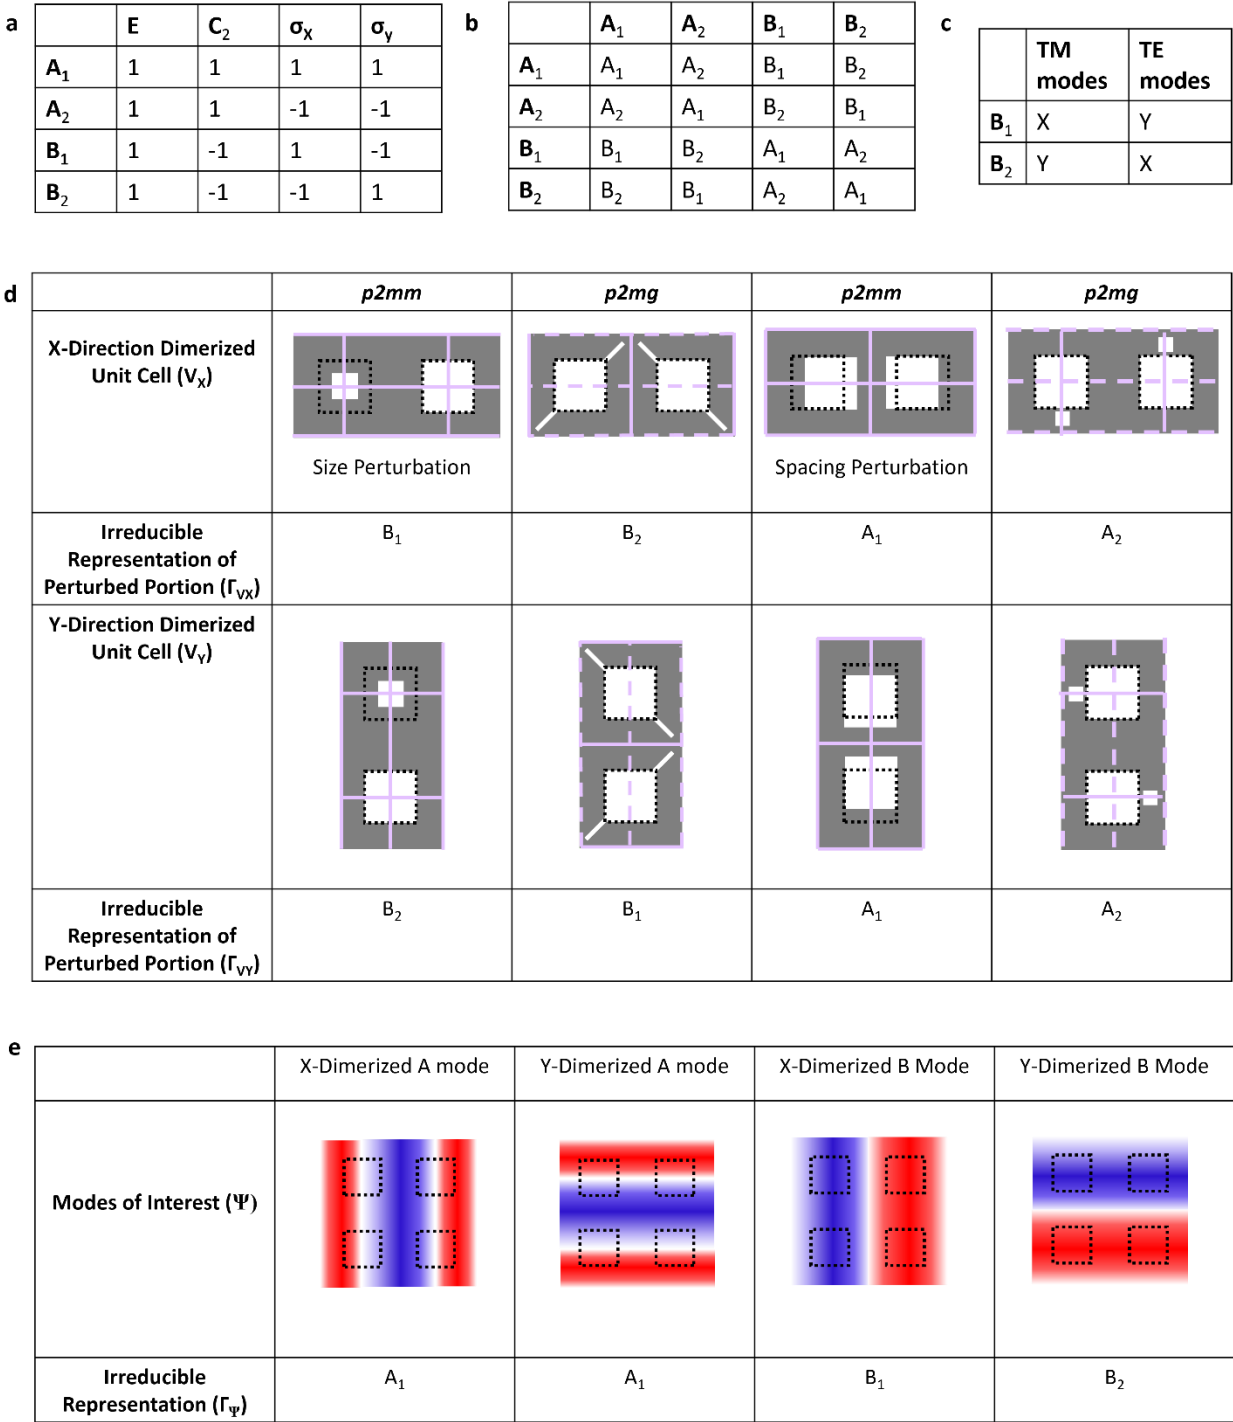 a
E C₂ σₓ σᵧ
A₁ 1 1 1 1
A₂ 1 1 -1 -1
B₁ 1 -1 1 -1
B₂ 1 -1 -1 1
b
A₁ A₂ B₁ B₂
A₁ A₁ A₂ B₁ B₂
A₂ A₂ A₁ B₂ B₁
B₁ B₁ B₂ A₁ A₂
B₂ B₂ B₁ A₂ A₁
c
TM modes TE modes
B₁ X Y
B₂ Y X
d
p2mm p2mg p2mm p2mg
X-Direction Dimerized
Unit Cell (Vₓ)
Size Perturbation Spacing Perturbation
Irreducible
Representation of
Perturbed Portion (Γᵥₓ)
B₁ B₂ A₁ A₂
Y-Direction Dimerized
Unit Cell (Vᵧ)
Irreducible
Representation of
Perturbed Portion (Γᵥᵧ)
B₂ B₁ A₁ A₂
e
X-Dimerized A mode Y-Dimerized A mode X-Dimerized B Mode Y-Dimerized B Mode
Modes of Interest (Ψ)
Irreducible
Representation (Γ_Ψ)
A₁ A₁ B₁ B₂